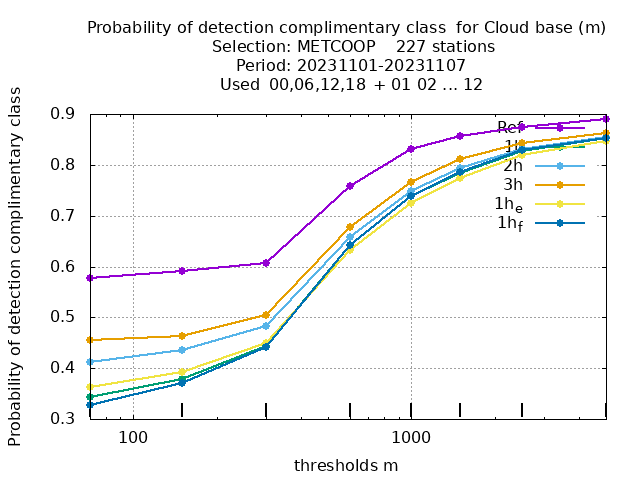 Probability of detection complimentary class for Cloud base (m)
Selection: METCOOP 227 stations
Period: 20231101-20231107
Used 00,06,12,18 + 01 02 ... 12
Probability of detection complimentary class
0.9
0.8
0.7
0.6
0.5
0.4
0.3
100
1000
thresholds m
Ref
2h
3h
1he
1hf